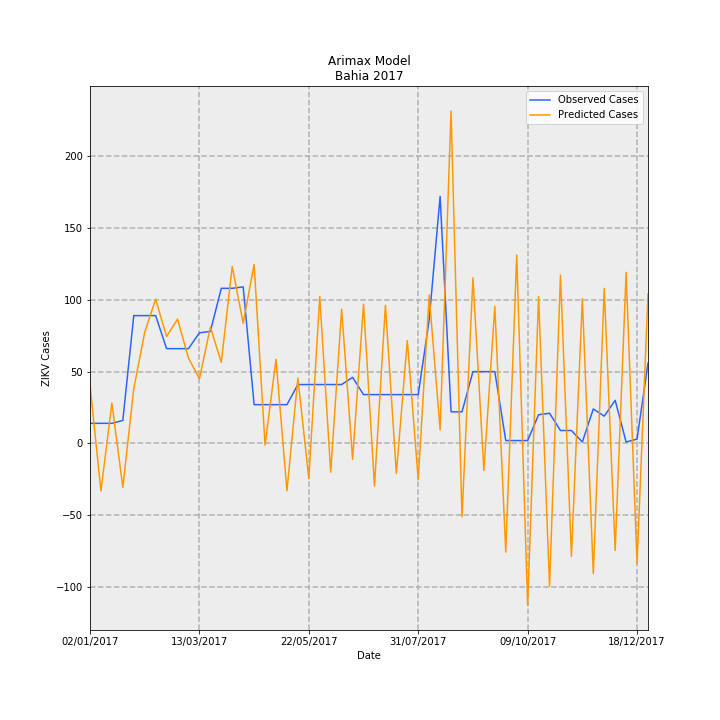 Arimax Model
Bahia 2017
Observed Cases
Predicted Cases
ZIKV Cases
200
150
100
50
0
−50
−100
02/01/2017
13/03/2017
22/05/2017
31/07/2017
09/10/2017
18/12/2017
Date